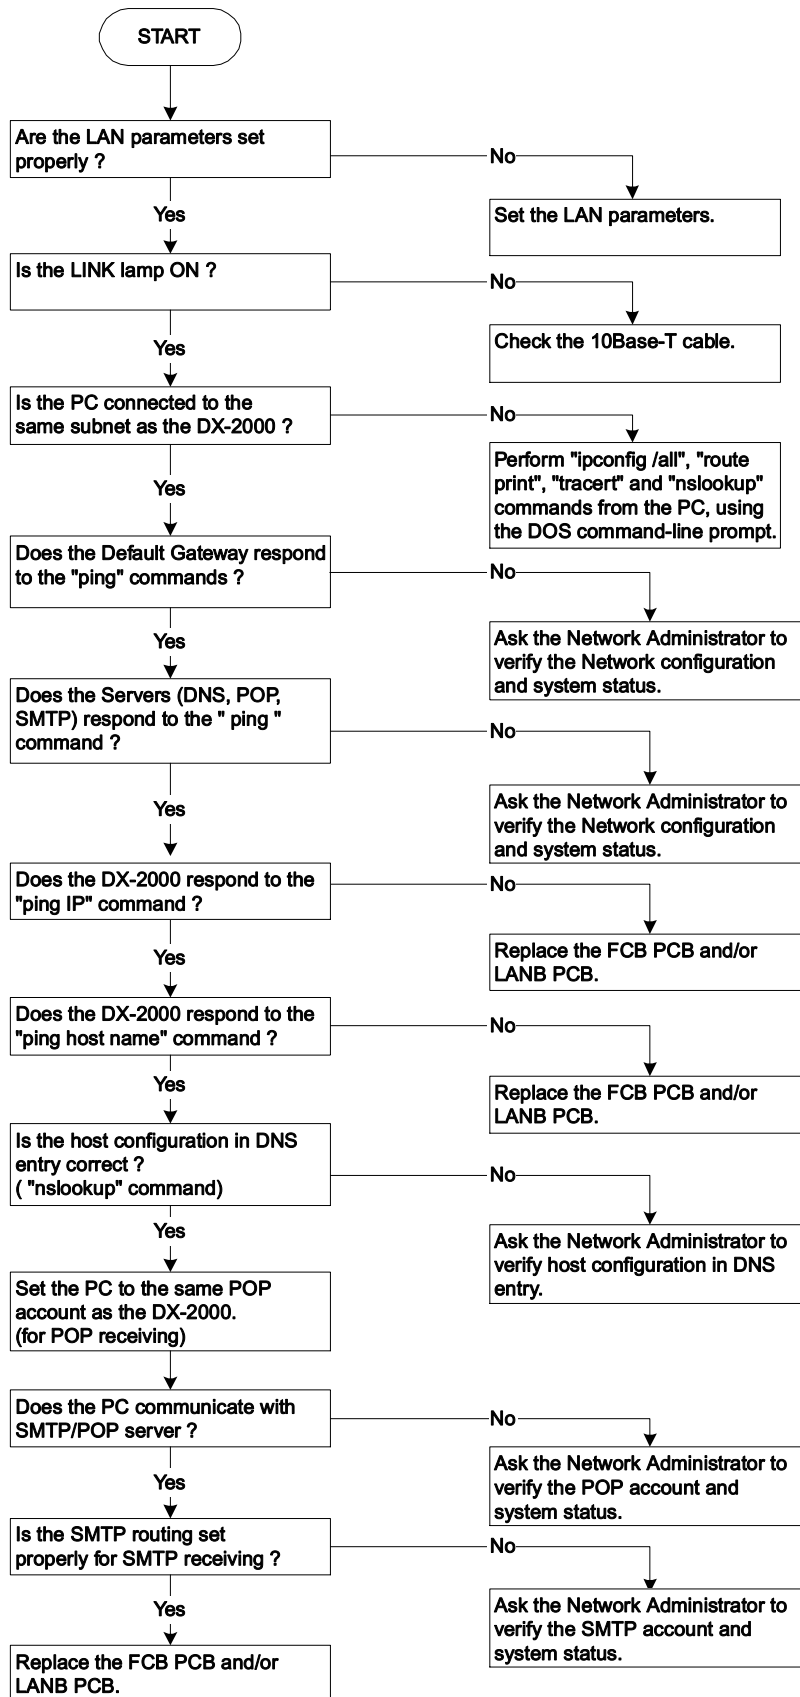 START
Are the LAN parameters set
properly ?
No
Yes
Set the LAN parameters.
Is the LINK lamp ON ?
No
Yes
Check the 10Base-T cable.
Is the PC connected to the
same subnet as the DX-2000 ?
No
Yes
Perform "ipconfig /all", "route
print", "tracert" and "nslookup"
commands from the PC, using
the DOS command-line prompt.
Does the Default Gateway respond
to the "ping" commands ?
No
Yes
Ask the Network Administrator to
verify the Network configuration
and system status.
Does the Servers (DNS, POP,
SMTP) respond to the " ping "
command ?
No
Yes
Ask the Network Administrator to
verify the Network configuration
and system status.
Does the DX-2000 respond to the
"ping IP" command ?
No
Yes
Replace the FCB PCB and/or
LANB PCB.
Does the DX-2000 respond to the
"ping host name" command ?
No
Yes
Replace the FCB PCB and/or
LANB PCB.
Is the host configuration in DNS
entry correct ?
( "nslookup" command)
No
Yes
Ask the Network Administrator to
verify host configuration in DNS
entry.
Set the PC to the same POP
account as the DX-2000.
(for POP receiving)
Does the PC communicate with
SMTP/POP server ?
No
Yes
Ask the Network Administrator to
verify the POP account and
system status.
Is the SMTP routing set
properly for SMTP receiving ?
No
Yes
Ask the Network Administrator to
verify the SMTP account and
system status.
Replace the FCB PCB and/or
LANB PCB.